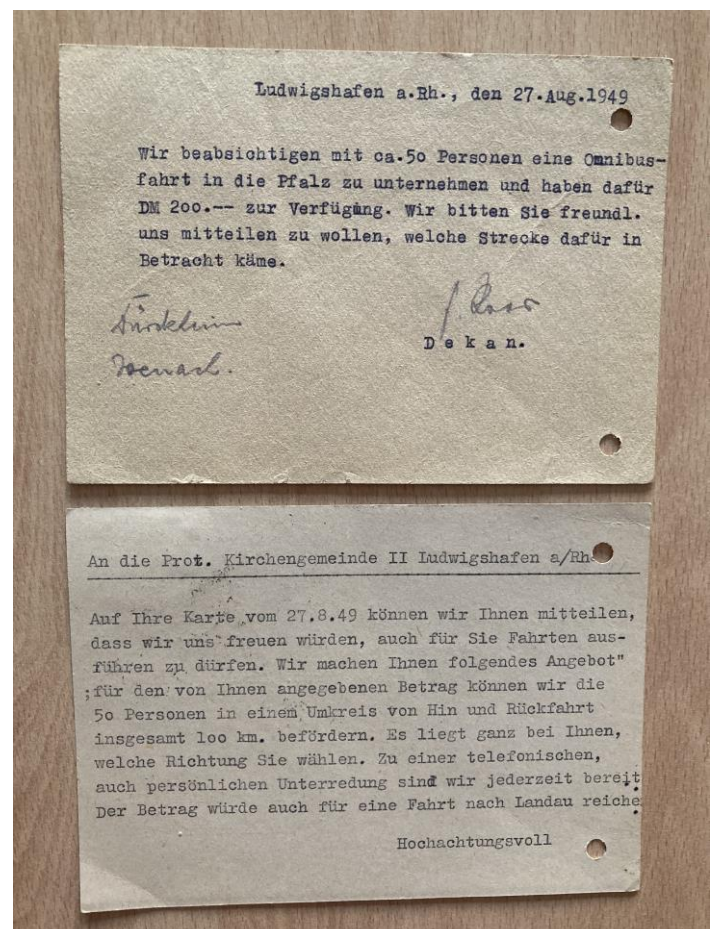 Ludwigshafen a.Rh., den 27.Aug.1949
Wir beabsichtigen mit ca.5o Personen eine Omnibus-
fahrt in die Pfalz zu unternehmen und haben dafür
DM 2oo.-- zur Verfügung. Wir bitten Sie freundl.
uns mitteilen zu wollen, welche Strecke dafür in
Betracht käme.
D e k a n.
An die Prot. Kirchengemeinde II Ludwigshafen a/Rh.
Auf Ihre Karte vom 27.8.49 können wir Ihnen mitteilen,
dass wir uns freuen würden, auch für Sie Fahrten aus-
führen zu dürfen. Wir machen Ihnen folgendes Angebot"
;für den von Ihnen angegebenen Betrag können wir die
5o Personen in einem Umkreis von Hin und Rückfahrt
insgesamt 1oo km. befördern. Es liegt ganz bei Ihnen,
welche Richtung Sie wählen. Zu einer telefonischen,
auch persönlichen Unterredung sind wir jederzeit bereit.
Der Betrag würde auch für eine Fahrt nach Landau reiche
Hochachtungsvoll